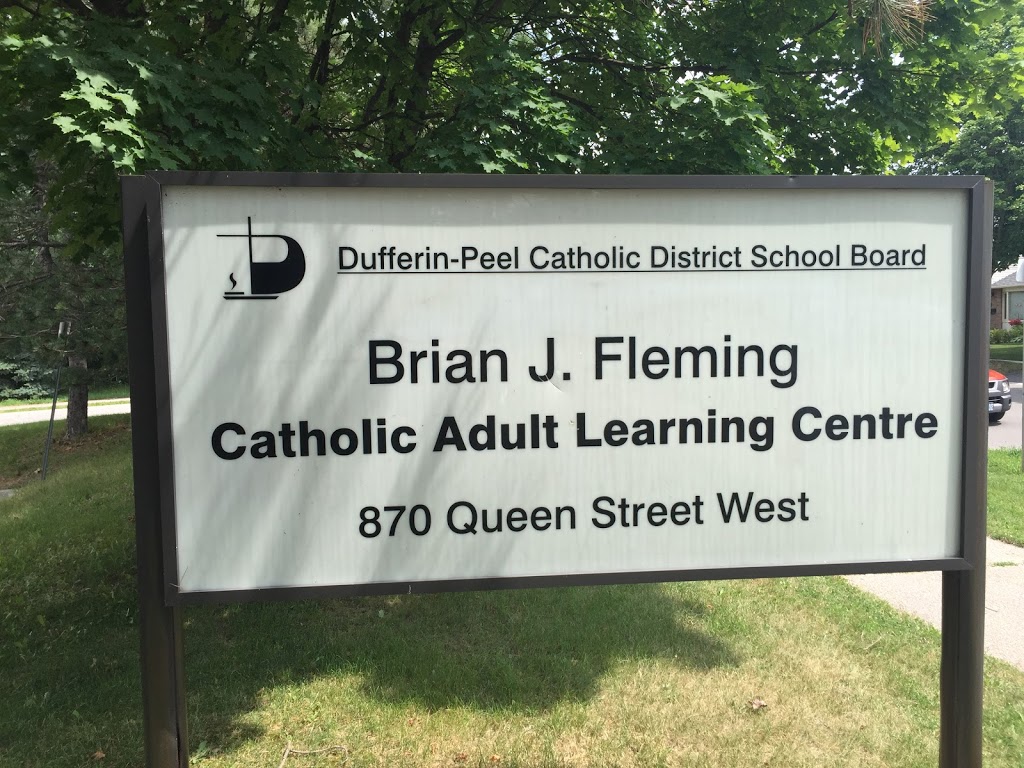 Dufferin-Peel Catholic District School Board
Brian J. Fleming
Catholic Adult Learning Centre
870 Queen Street West